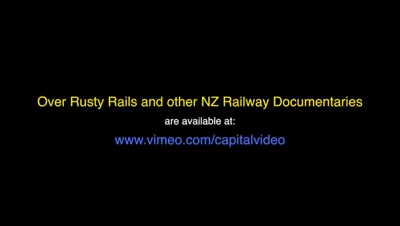 Over Rusty Rails and other NZ Railway Documentaries
are available at:
www.vimeo.com/capitalvideo